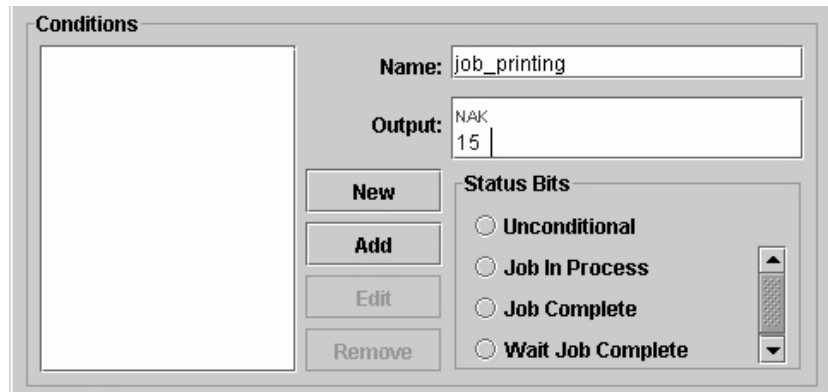 Conditions
Name: job_printing
Output: NAK
15
New
Add
Edit
Remove
Status Bits
Unconditional
Job In Process
Job Complete
Wait Job Complete